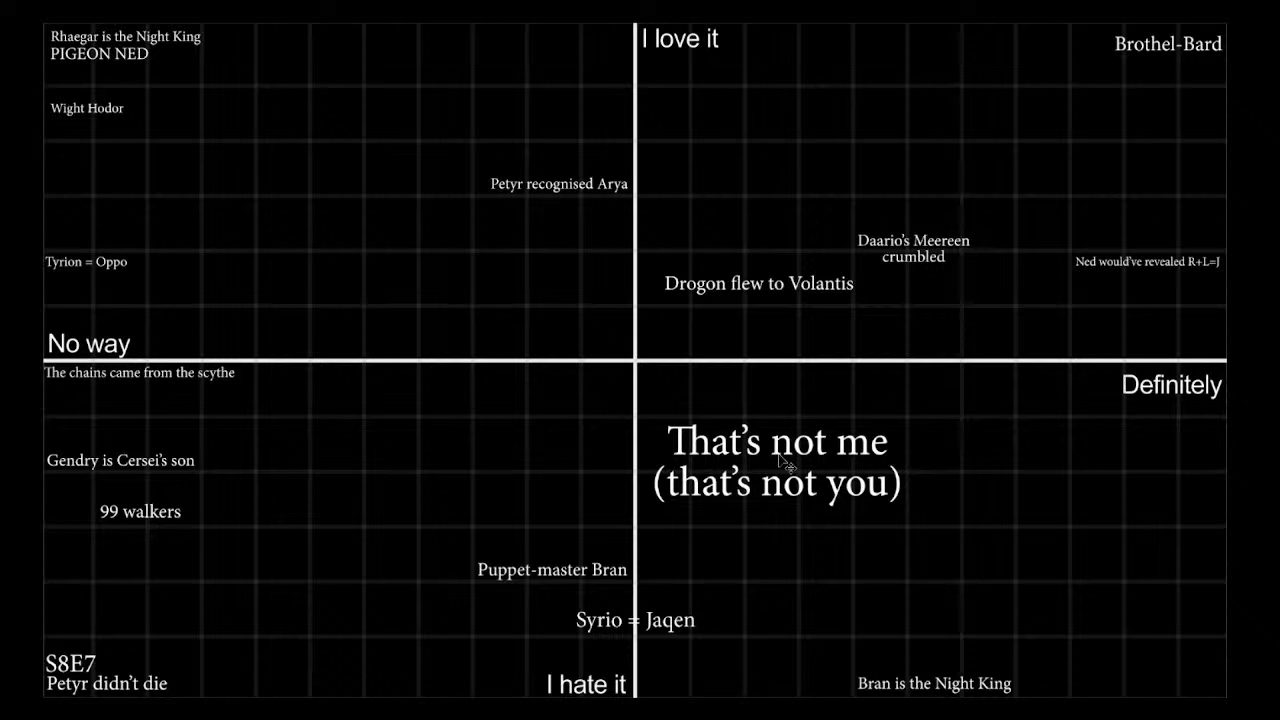 Rhaegar is the Night King
PIGEON NED
I love it
Brothel-Bard
Wight Hodor
Petyr recognised Arya
Daario’s Meereen
crumbled
Tyrion = Oppo
Ned would’ve revealed R+L=J
Drogon flew to Volantis
No way
The chains came from the scythe
Definitely
That’s not me
(that’s not you)
Gendry is Cersei’s son
99 walkers
Puppet-master Bran
Syrio = Jaqen
S8E7
Petyr didn’t die
I hate it
Bran is the Night King